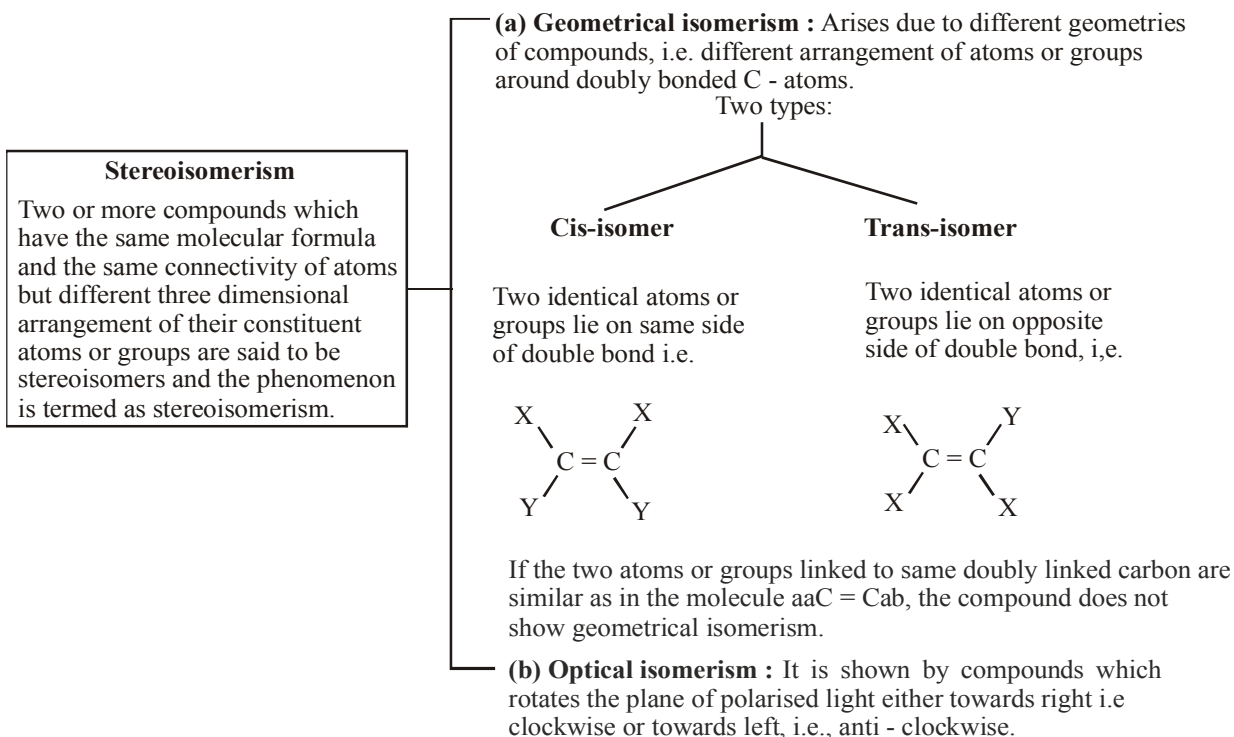 (a) Geometrical isomerism : Arises due to different geometries
of compounds, i.e. different arrangement of atoms or groups
around doubly bonded C - atoms.
Two types:
Stereoisomerism
Two or more compounds which
have the same molecular formula
and the same connectivity of atoms
but different three dimensional
arrangement of their constituent
atoms or groups are said to be
stereoisomers and the phenomenon
is termed as stereoisomerism.
Cis-isomer
Two identical atoms or
groups lie on same side
of double bond i.e.
X X
C = C
Y Y
Trans-isomer
Two identical atoms or
groups lie on opposite
side of double bond, i,e.
X Y
C = C
X X
If the two atoms or groups linked to same doubly linked carbon are
similar as in the molecule aaC = Cab, the compound does not
show geometrical isomerism.
(b) Optical isomerism : It is shown by compounds which
rotates the plane of polarised light either towards right i.e
clockwise or towards left, i.e., anti - clockwise.